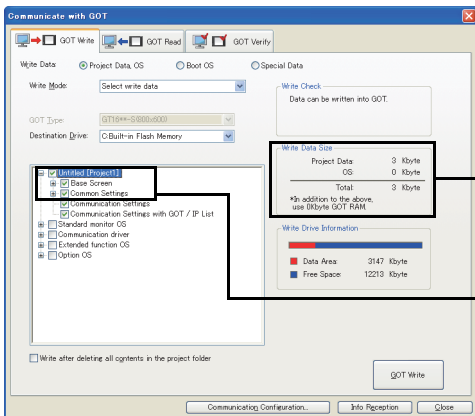 Communicate with GOT
GOT Write
GOT Read
GOT Verify
Write Data:
Project Data, OS
Boot OS
Special Data
Write Mode:
Select write data
GOT Type:
GT16**-S(800x600)
Destination Drive:
C:Built-in Flash Memory
Untitled [Project1]
Base Screen
Common Settings
Communication Settings
Communication Settings with GOT / IP List
Standard monitor OS
Communication driver
Extended function OS
Option OS
Write after deleting all contents in the project folder
Write Check
Data can be written into GOT.
Write Data Size
Project Data: 3 Kbyte
OS: 0 Kbyte
Total: 3 Kbyte
*In addition to the above,
use 0Kbyte GOT RAM.
Write Drive Information
Data Area: 3147 Kbyte
Free Space: 12213 Kbyte
GOT Write
Communication Configuration...
Info Reception
Close